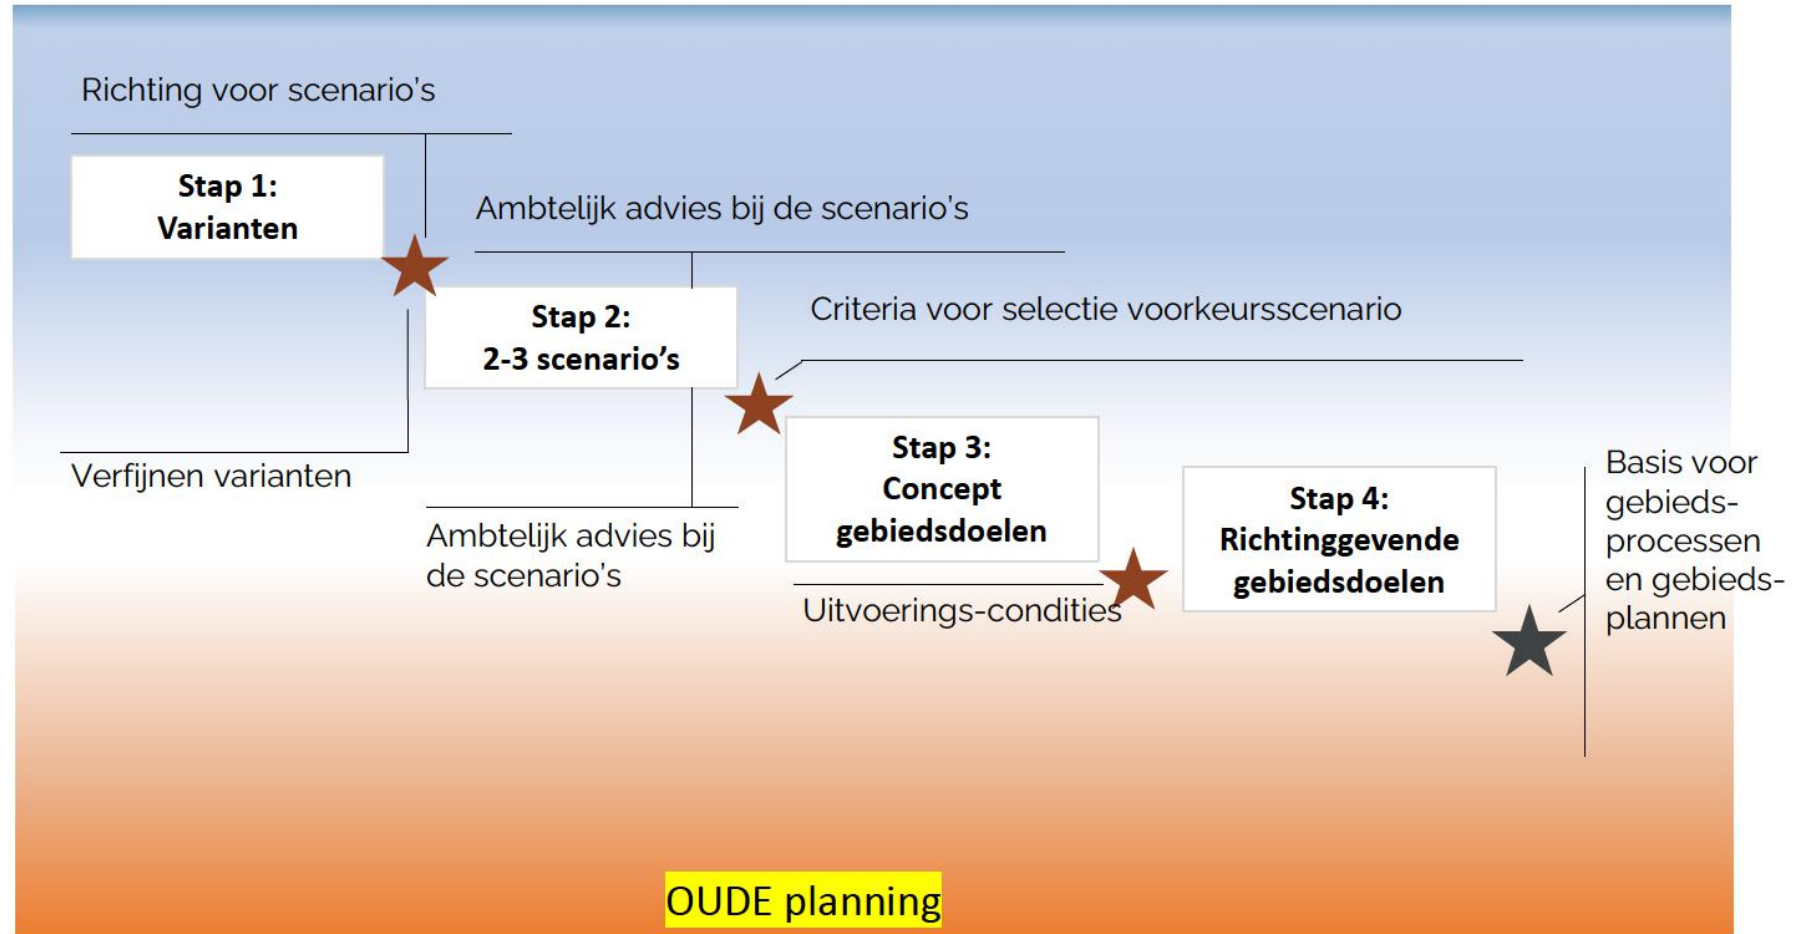 Richting voor scenario's
Stap 1:
Varianten
Ambtelijk advies bij de scenario's
Stap 2:
2-3 scenario's
Criteria voor selectie voorkeursscenario
Verfijnen varianten
Ambtelijk advies bij
de scenario's
Stap 3:
Concept
gebiedsdoelen
Uitvoerings-condities
Stap 4:
Richtinggevende
gebiedsdoelen
Basis voor
gebieds-
processen
en gebieds-
plannen
OUDE planning